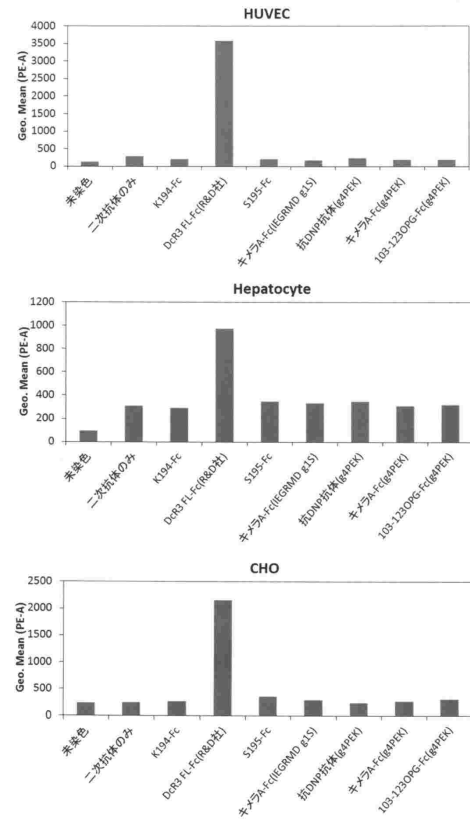 HUVEC
Geo. Mean (PE-A)
4000
3500
3000
2500
2000
1500
1000
500
0
未染色
二次抗体のみ
K194-Fc
DcR3 FL-Fc(R&D社)
S195-Fc
キメラA-Fc(IEGRMD g1S)
抗DNP抗体(g4PEK)
キメラA-Fc(g4PEK)
103-123OPG-Fc(g4PEK)
Hepatocyte
Geo. Mean (PE-A)
1200
1000
800
600
400
200
0
未染色
二次抗体のみ
K194-Fc
DcR3 FL-Fc(R&D社)
S195-Fc
キメラA-Fc(IEGRMD g1S)
抗DNP抗体(g4PEK)
キメラA-Fc(g4PEK)
103-123OPG-Fc(g4PEK)
CHO
Geo. Mean (PE-A)
2500
2000
1500
1000
500
0
未染色
二次抗体のみ
K194-Fc
DcR3 FL-Fc(R&D社)
S195-Fc
キメラA-Fc(IEGRMD g1S)
抗DNP抗体(g4PEK)
キメラA-Fc(g4PEK)
103-123OPG-Fc(g4PEK)